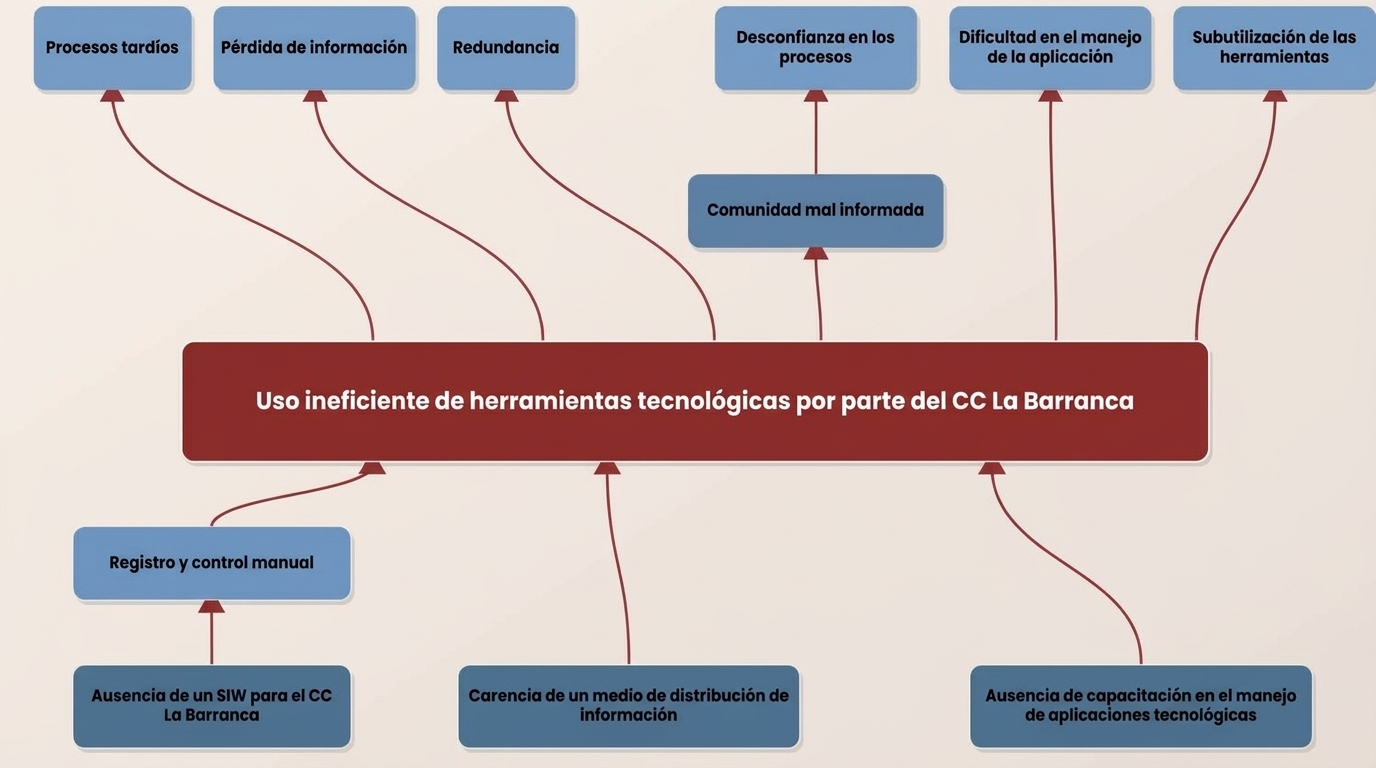 Procesos tardíos
Pérdida de información
Redundancia
Desconfianza en los
procesos
Dificultad en el manejo
de la aplicación
Subutilización de las
herramientas
Comunidad mal informada
Uso ineficiente de herramientas tecnológicas por parte del CC La Barranca
Registro y control manual
Ausencia de un SIW para el CC
La Barranca
Carencia de un medio de distribución de
información
Ausencia de capacitación en el manejo
de aplicaciones tecnológicas